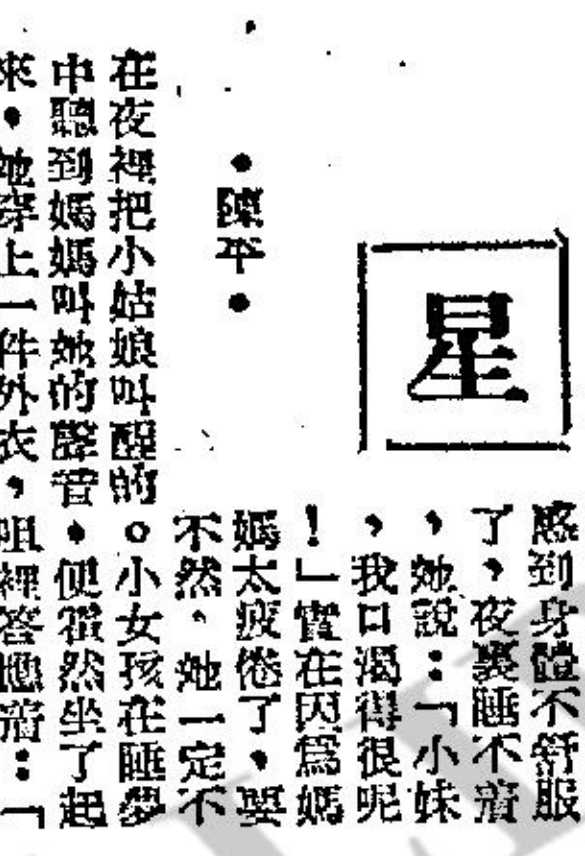 星
•陳平•
感到身體不舒服
了,夜裏睡不着
,她說:「小妹
,我口渴得很呢
!」實在因爲媽
媽太疲倦了,要
不然、她一定不
在夜裡把小姑娘叫醒的。小女孩在睡夢
中聽到媽媽叫她的聲音,便霍然坐了起
來,她穿上一件外衣,咀裡答應着:「